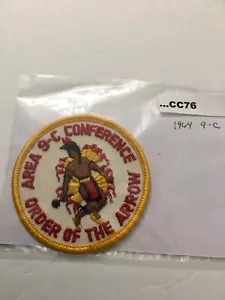 ...CC76
1964 9-C
AREA 9-C CONFERENCE
ORDER OF THE ARROW